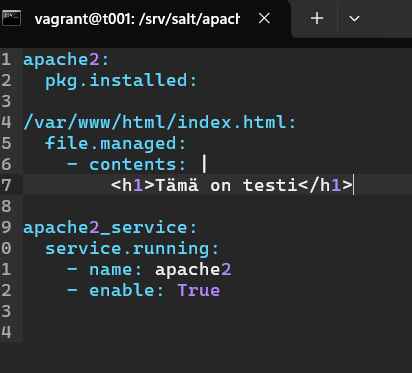 vagrant@t001: /srv/salt/apach
1 apache2:
2   pkg.installed:
3
4 /var/www/html/index.html:
5   file.managed:
6     - contents: |
7         <h1>Tämä on testi</h1>
8
9 apache2_service:
0   service.running:
1     - name: apache2
2     - enable: True
3
4